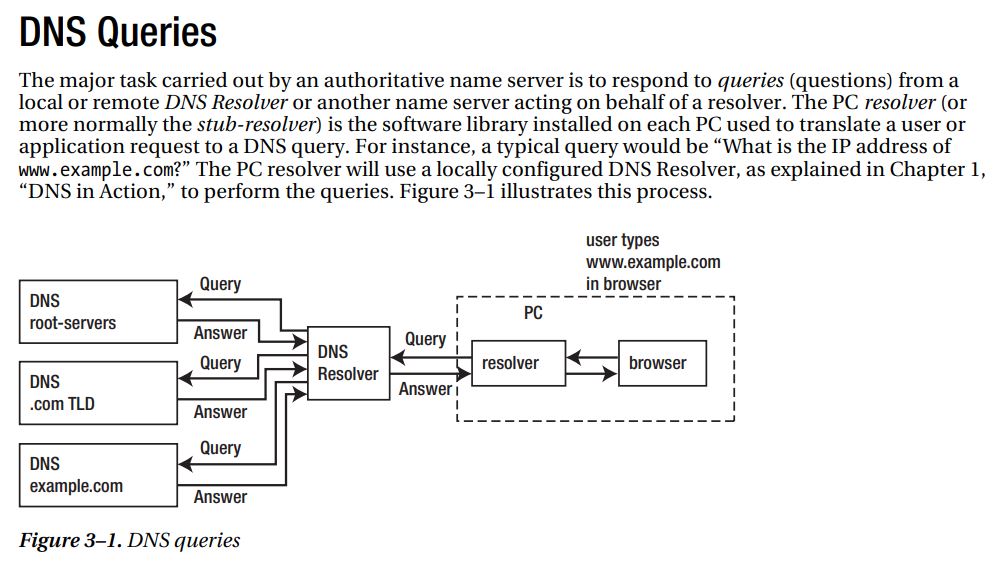 DNS Queries
The major task carried out by an authoritative name server is to respond to queries (questions) from a
local or remote DNS Resolver or another name server acting on behalf of a resolver. The PC resolver (or
more normally the stub-resolver) is the software library installed on each PC used to translate a user or
application request to a DNS query. For instance, a typical query would be “What is the IP address of
www.example.com?” The PC resolver will use a locally configured DNS Resolver, as explained in Chapter 1,
“DNS in Action,” to perform the queries. Figure 3–1 illustrates this process.
user types
www.example.com
in browser
PC
DNS
root-servers
Query
Answer
DNS
.com TLD
Query
Answer
DNS
example.com
Query
Answer
DNS
Resolver
Query
Answer
resolver
browser
Figure 3–1. DNS queries